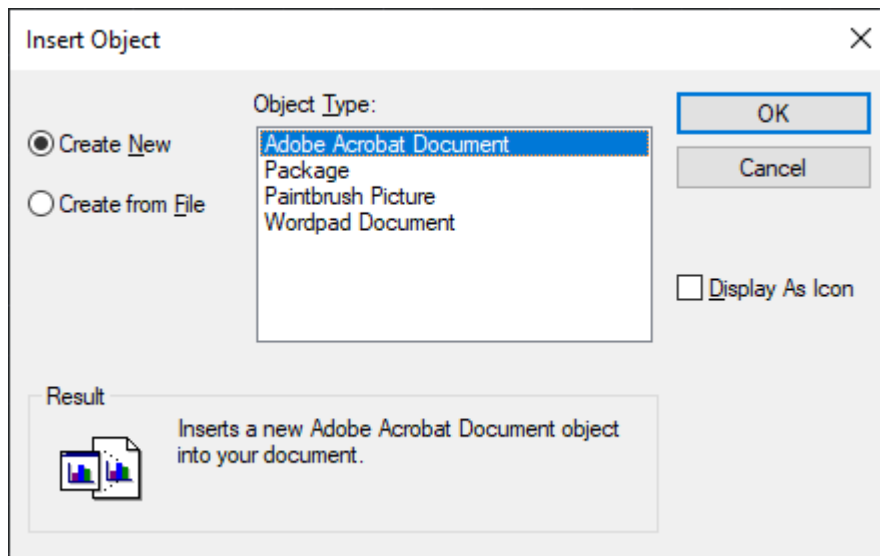 Insert Object
Create New
Create from File
Object Type:
Adobe Acrobat Document
Package
Paintbrush Picture
Wordpad Document
OK
Cancel
Display As Icon
Result
Inserts a new Adobe Acrobat Document object
into your document.